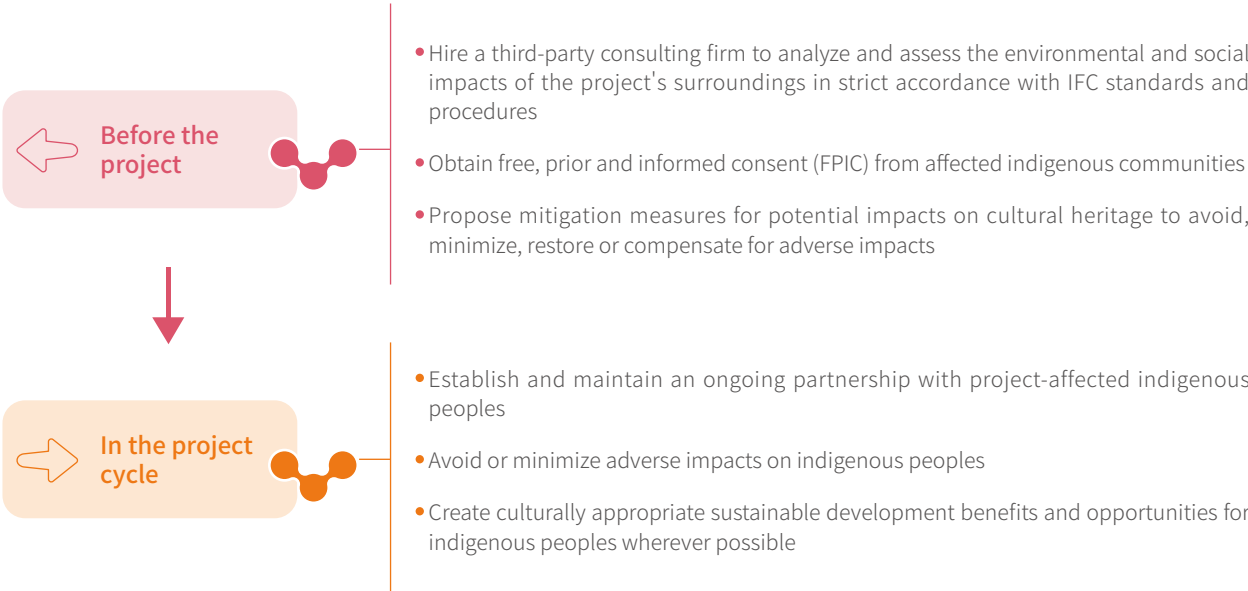 Before the
project
• Hire a third-party consulting firm to analyze and assess the environmental and social
impacts of the project's surroundings in strict accordance with IFC standards and
procedures
• Obtain free, prior and informed consent (FPIC) from affected indigenous communities
• Propose mitigation measures for potential impacts on cultural heritage to avoid,
minimize, restore or compensate for adverse impacts
In the project
cycle
• Establish and maintain an ongoing partnership with project-affected indigenous
peoples
• Avoid or minimize adverse impacts on indigenous peoples
• Create culturally appropriate sustainable development benefits and opportunities for
indigenous peoples wherever possible